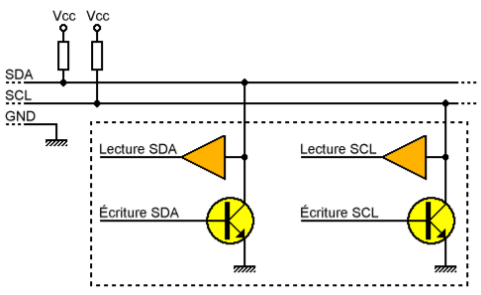 Vcc Vcc
SDA
SCL
GND
Lecture SDA Lecture SCL
Écriture SDA Écriture SCL